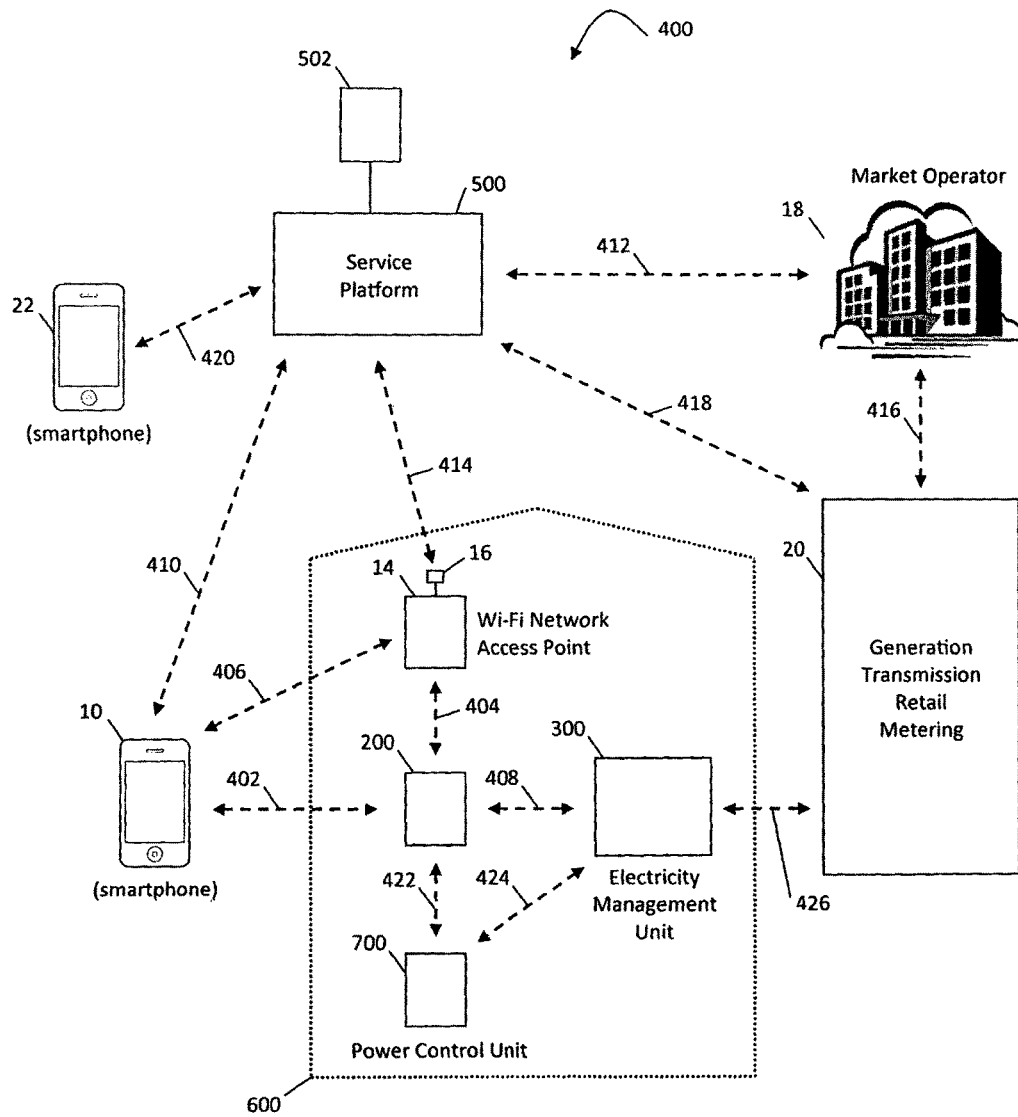 400
502
500
Market Operator
18
Service
Platform
412
22
420
(smartphone)
418
416
414
410
20
14
16
Wi-Fi Network
Access Point
Generation
Transmission
Retail
Metering
406
404
10
200
300
402
408
(smartphone)
422
424
Electricity
Management
Unit
426
700
Power Control Unit
600